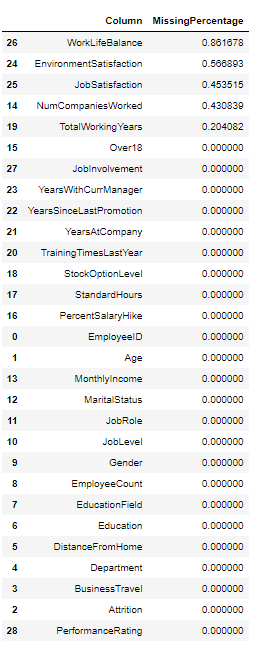 Column MissingPercentage
26 WorkLifeBalance 0.861678
24 EnvironmentSatisfaction 0.566893
25 JobSatisfaction 0.453515
14 NumCompaniesWorked 0.430839
19 TotalWorkingYears 0.204082
15 Over18 0.000000
27 JobInvolvement 0.000000
23 YearsWithCurrManager 0.000000
22 YearsSinceLastPromotion 0.000000
21 YearsAtCompany 0.000000
20 TrainingTimesLastYear 0.000000
18 StockOptionLevel 0.000000
17 StandardHours 0.000000
16 PercentSalaryHike 0.000000
0 EmployeeID 0.000000
1 Age 0.000000
13 MonthlyIncome 0.000000
12 MaritalStatus 0.000000
11 JobRole 0.000000
10 JobLevel 0.000000
9 Gender 0.000000
8 EmployeeCount 0.000000
7 EducationField 0.000000
6 Education 0.000000
5 DistanceFromHome 0.000000
4 Department 0.000000
3 BusinessTravel 0.000000
2 Attrition 0.000000
28 PerformanceRating 0.000000